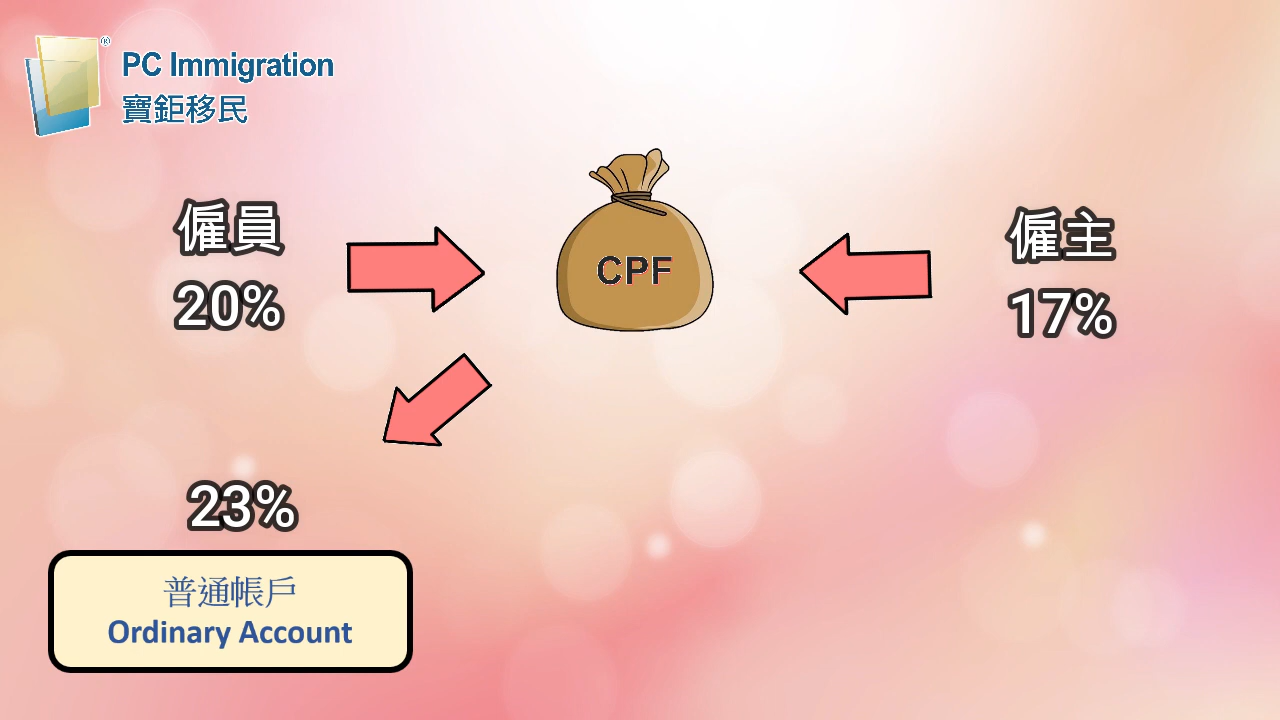 ®
PC Immigration
寶鉅移民
僱員
20%
CPF
僱主
17%
23%
普通帳戶
Ordinary Account